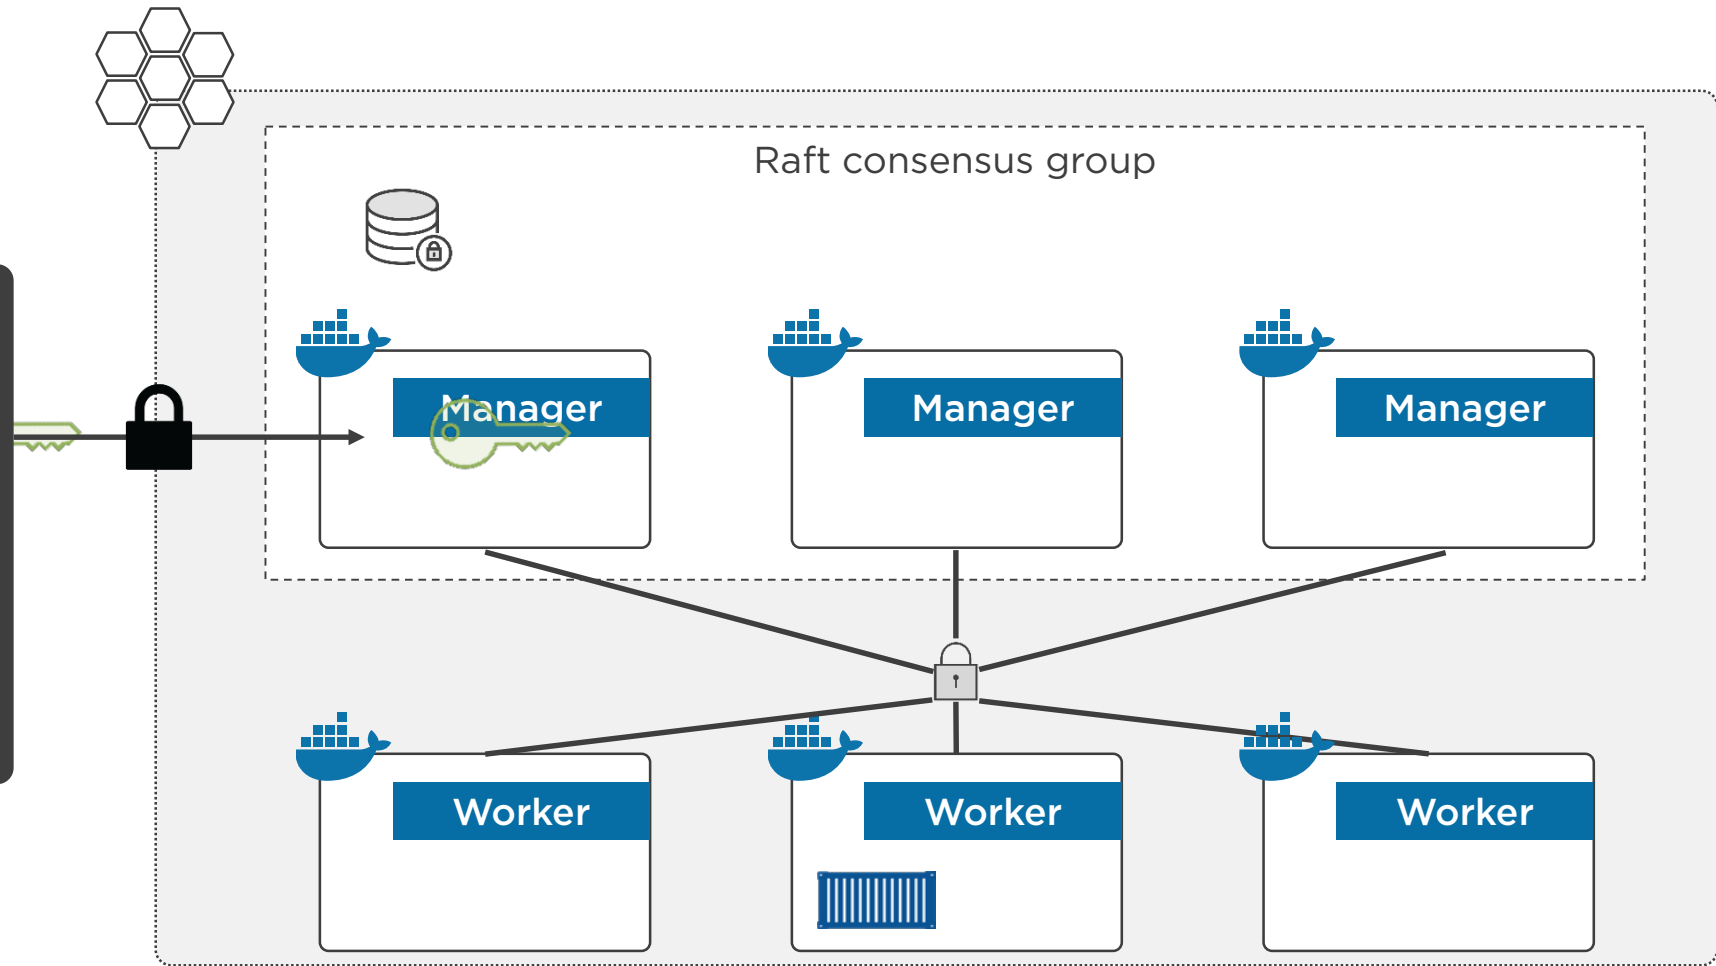 Raft consensus group
Manager
Manager
Manager
Worker
Worker
Worker